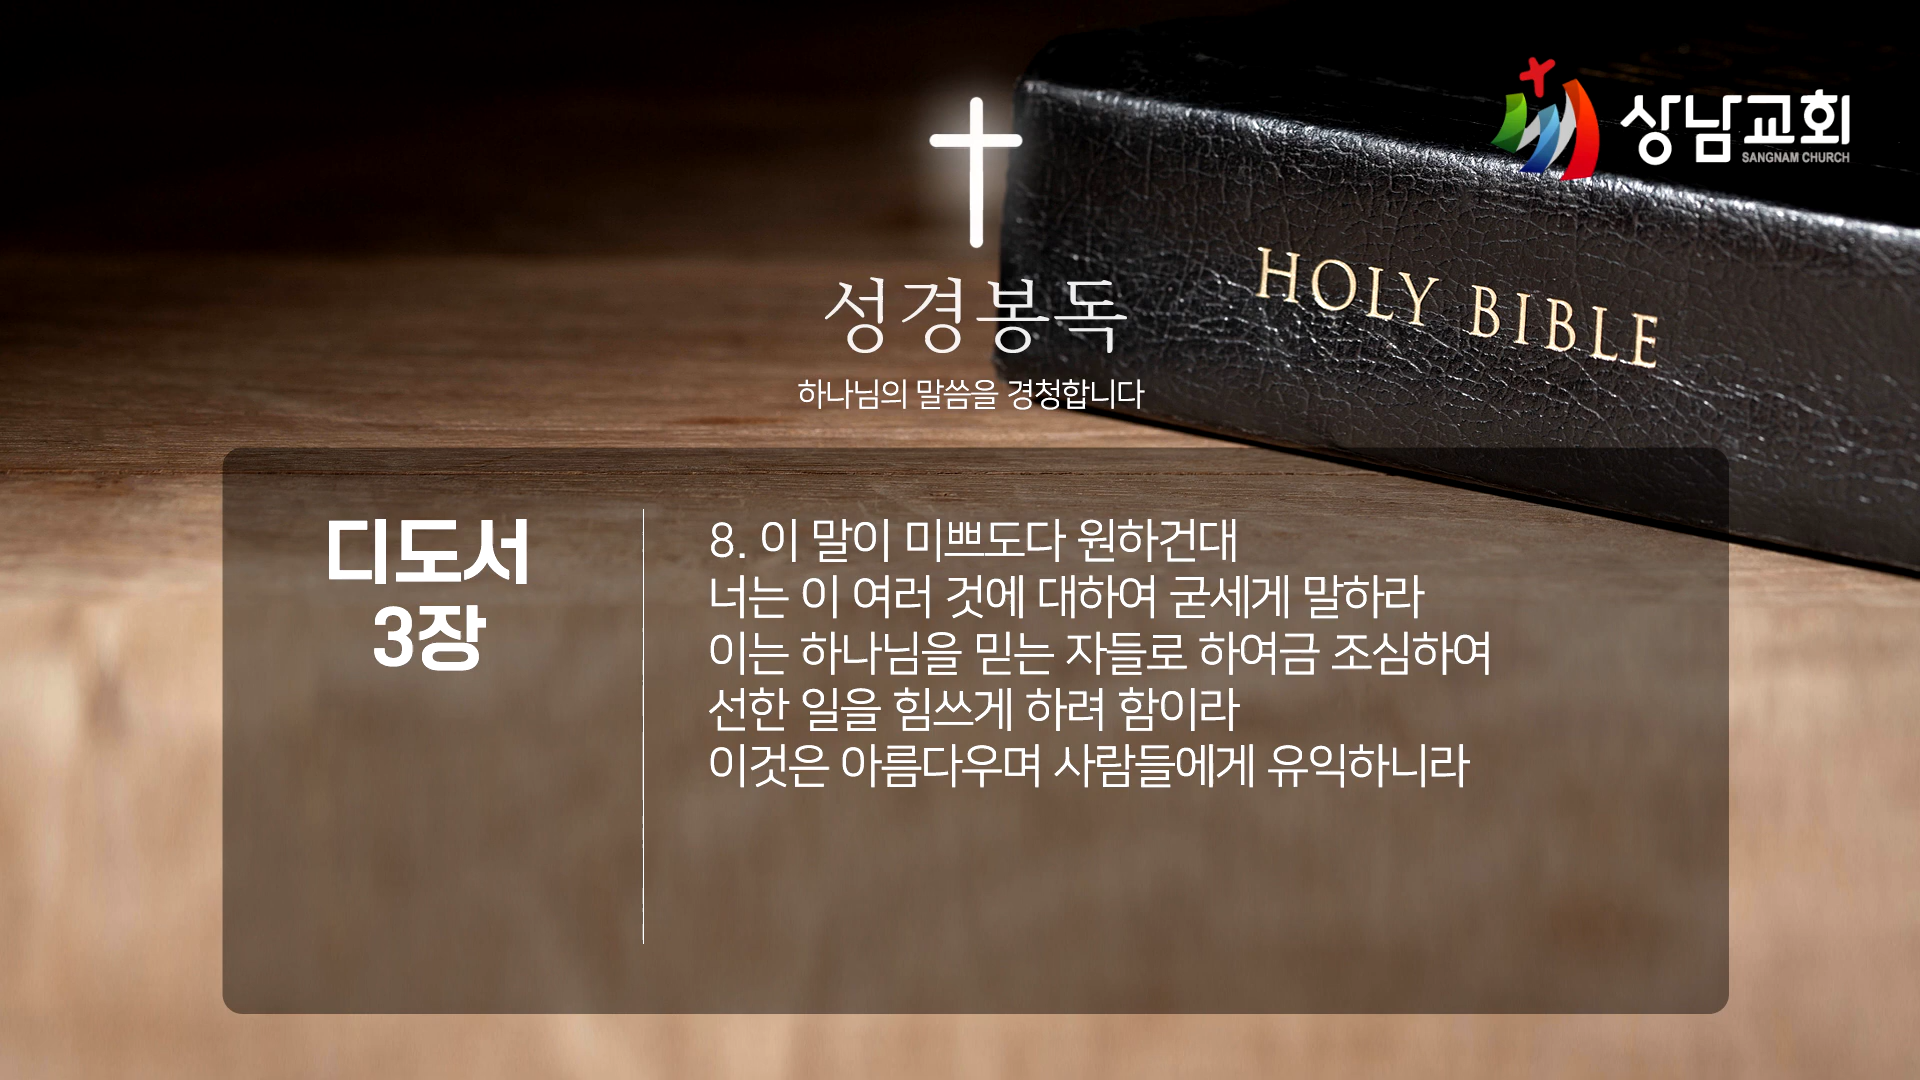 상남교회
SANGNAM CHURCH
HOLY BIBLE
성경봉독
하나님의 말씀을 경청합니다
디도서
3장
8. 이 말이 미쁘도다 원하건대
너는 이 여러 것에 대하여 굳세게 말하라
이는 하나님을 믿는 자들로 하여금 조심하여
선한 일을 힘쓰게 하려 함이라
이것은 아름다우며 사람들에게 유익하니라